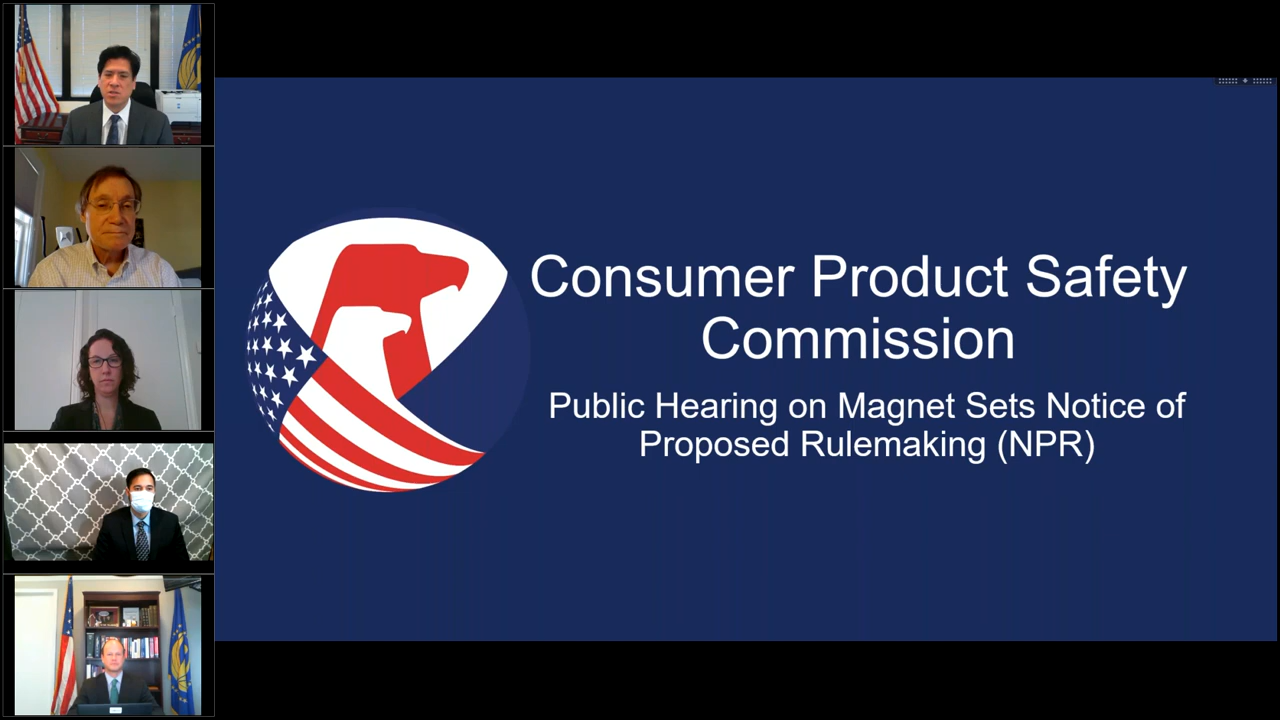 Consumer Product Safety
Commission
Public Hearing on Magnet Sets Notice of
Proposed Rulemaking (NPR)